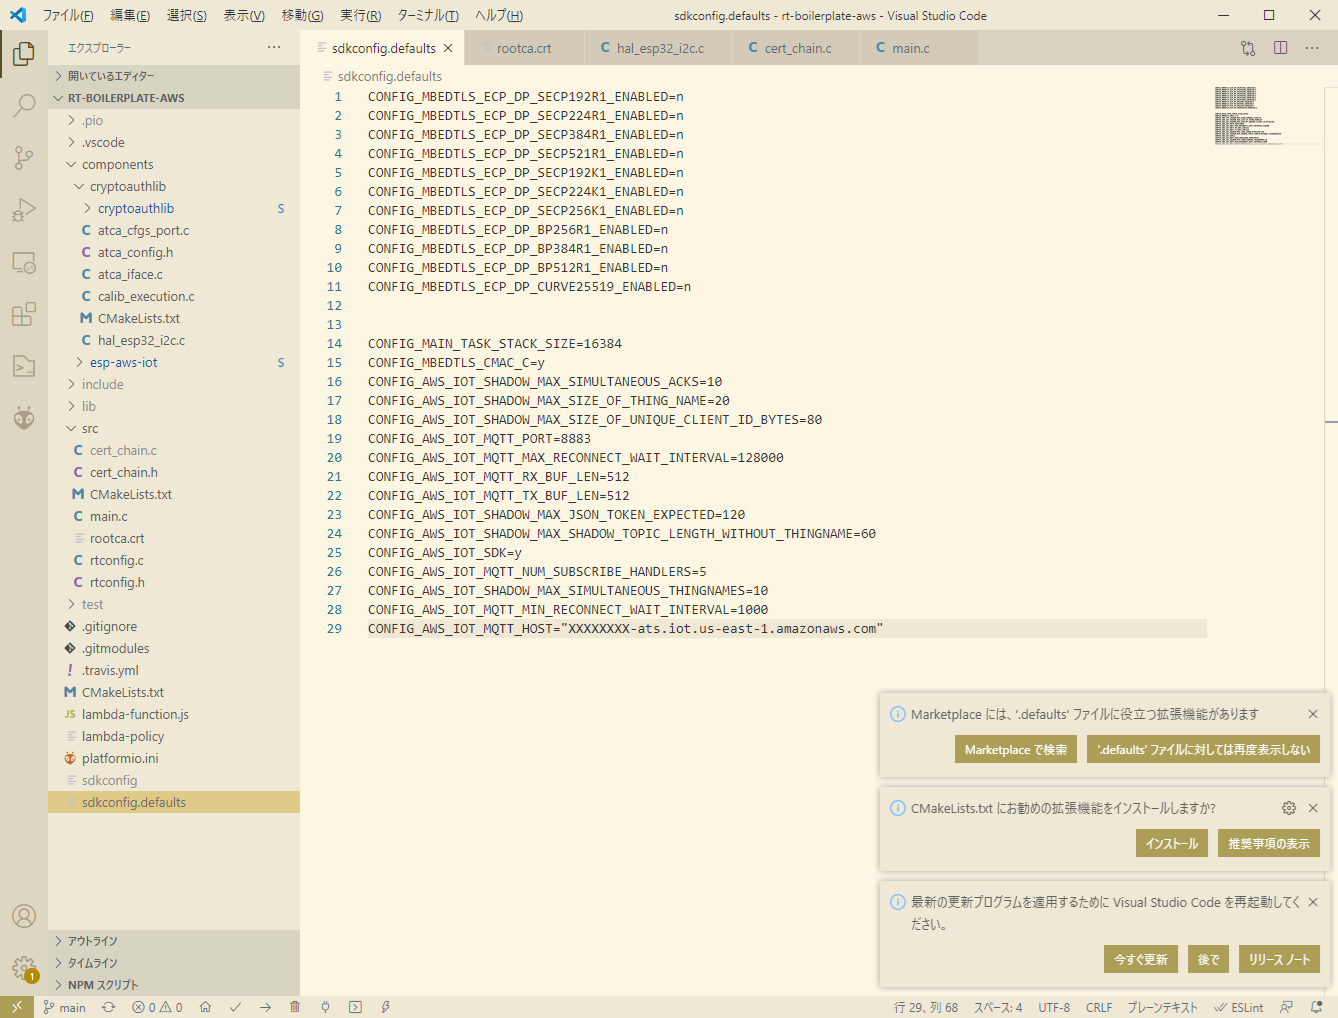 ファイル(F) 編集(E) 選択(S) 表示(V) 移動(G) 実行(R) ターミナル(T) ヘルプ(H) sdkconfig.defaults - rt-boilerplate-aws - Visual Studio Code
エクスプローラー
開いているエディター
RT-BOILERPLATE-AWS
.pio
.vscode
components
cryptoauthlib
cryptoauthlib S
atca_cfgs_port.c
atca_config.h
atca_iface.c
calib_execution.c
CMakeLists.txt
hal_esp32_i2c.c
esp-aws-iot S
include
lib
src
cert_chain.c
cert_chain.h
CMakeLists.txt
main.c
rootca.crt
rtconfig.c
rtconfig.h
test
.gitignore
.gitmodules
.travis.yml
CMakeLists.txt
lambda-function.js
lambda-policy
platformio.ini
sdkconfig
sdkconfig.defaults
アウトライン
タイムライン
NPM スクリプト
sdkconfig.defaults rootca.crt hal_esp32_i2c.c cert_chain.c main.c
sdkconfig.defaults
1 CONFIG_MBEDTLS_ECP_DP_SECP192R1_ENABLED=n
2 CONFIG_MBEDTLS_ECP_DP_SECP224R1_ENABLED=n
3 CONFIG_MBEDTLS_ECP_DP_SECP384R1_ENABLED=n
4 CONFIG_MBEDTLS_ECP_DP_SECP521R1_ENABLED=n
5 CONFIG_MBEDTLS_ECP_DP_SECP192K1_ENABLED=n
6 CONFIG_MBEDTLS_ECP_DP_SECP224K1_ENABLED=n
7 CONFIG_MBEDTLS_ECP_DP_SECP256K1_ENABLED=n
8 CONFIG_MBEDTLS_ECP_DP_BP256R1_ENABLED=n
9 CONFIG_MBEDTLS_ECP_DP_BP384R1_ENABLED=n
10 CONFIG_MBEDTLS_ECP_DP_BP512R1_ENABLED=n
11 CONFIG_MBEDTLS_ECP_DP_CURVE25519_ENABLED=n
12
13
14 CONFIG_MAIN_TASK_STACK_SIZE=16384
15 CONFIG_MBEDTLS_CMAC_C=y
16 CONFIG_AWS_IOT_SHADOW_MAX_SIMULTANEOUS_ACKS=10
17 CONFIG_AWS_IOT_SHADOW_MAX_SIZE_OF_THING_NAME=20
18 CONFIG_AWS_IOT_SHADOW_MAX_SIZE_OF_UNIQUE_CLIENT_ID_BYTES=80
19 CONFIG_AWS_IOT_MQTT_PORT=8883
20 CONFIG_AWS_IOT_MQTT_MAX_RECONNECT_WAIT_INTERVAL=128000
21 CONFIG_AWS_IOT_MQTT_RX_BUF_LEN=512
22 CONFIG_AWS_IOT_MQTT_TX_BUF_LEN=512
23 CONFIG_AWS_IOT_SHADOW_MAX_JSON_TOKEN_EXPECTED=120
24 CONFIG_AWS_IOT_SHADOW_MAX_SHADOW_TOPIC_LENGTH_WITHOUT_THINGNAME=60
25 CONFIG_AWS_IOT_SDK=y
26 CONFIG_AWS_IOT_MQTT_NUM_SUBSCRIBE_HANDLERS=5
27 CONFIG_AWS_IOT_SHADOW_MAX_SIMULTANEOUS_THINGNAMES=10
28 CONFIG_AWS_IOT_MQTT_MIN_RECONNECT_WAIT_INTERVAL=1000
29 CONFIG_AWS_IOT_MQTT_HOST="XXXXXXXX-ats.iot.us-east-1.amazonaws.com"
Marketplace には、'.defaults' ファイルに役立つ拡張機能があります
Marketplace で検索 '.defaults' ファイルに対しては再度表示しない
CMakeLists.txt にお勧めの拡張機能をインストールしますか?
インストール 推奨事項の表示
最新の更新プログラムを適用するために Visual Studio Code を再起動してく
ださい。
今すぐ更新 後で リリース ノート
1
main 0 0 行 29、列 68 スペース: 4 UTF-8 CRLF プレーンテキスト ESLint